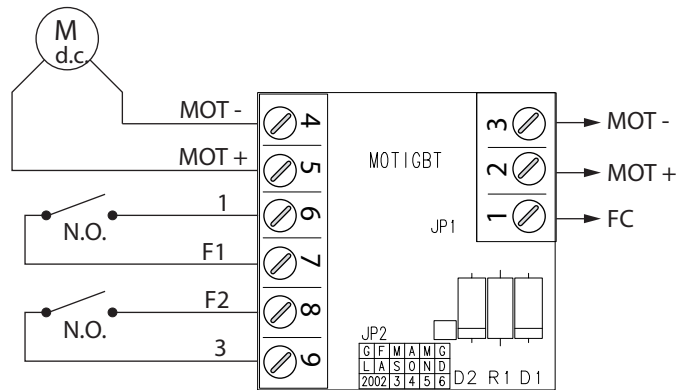 M
d.c.
MOT -
MOT +
1
N.O.
F1
F2
N.O.
3
4
5
6
7
8
9
MOTIGBT
JP1
3
2
1
MOT -
MOT +
FC
JP2
G F M A M G
L A S O N D
2002 3 4 5 6
D2 R1 D1